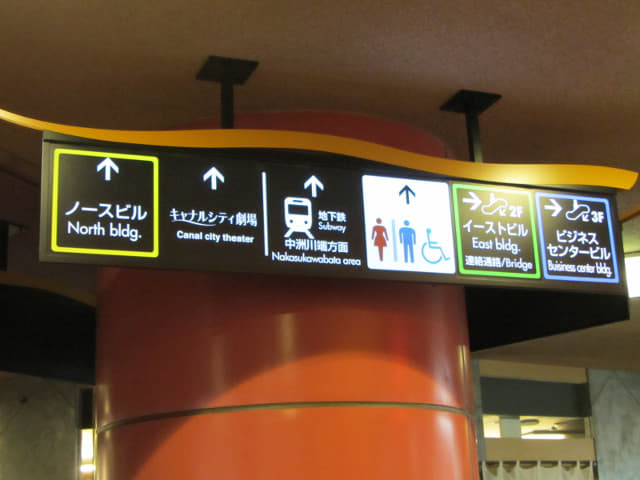 ノースビル
North bldg.
キャナルシティ劇場
Canal city theater
地下鉄
Subway
中洲川端方面
Nakasukawabata area
2F
イーストビル
East bldg.
連絡通路/Bridge
3F
ビジネス
センタービル
Buisiness center bldg.